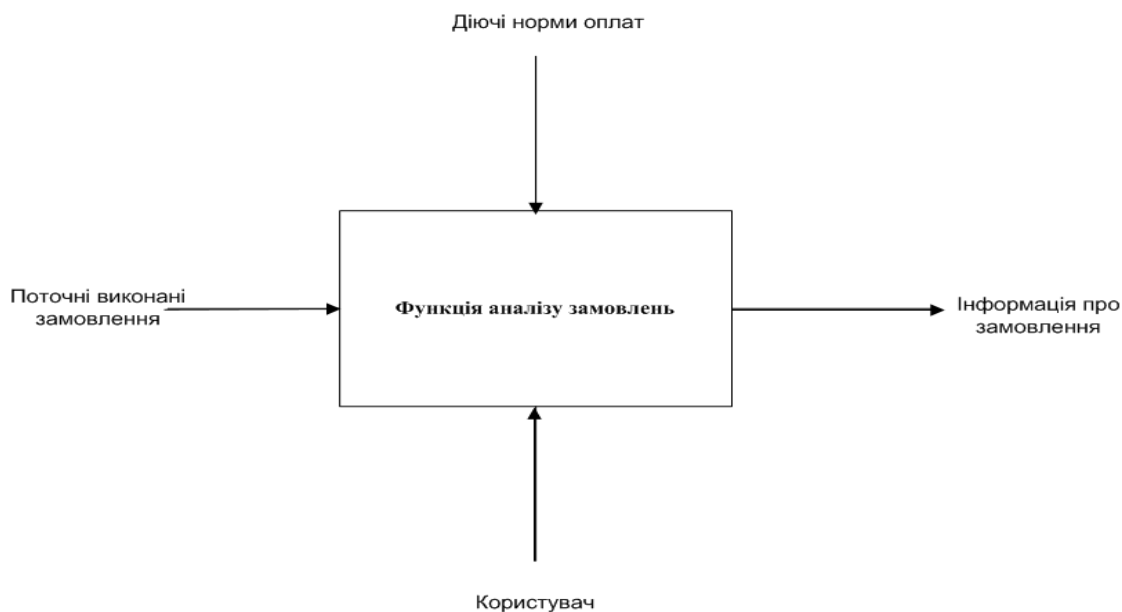 Діючі норми оплат
Поточні виконані
замовлення
Функція аналізу замовлень
Інформація про
замовлення
Користувач